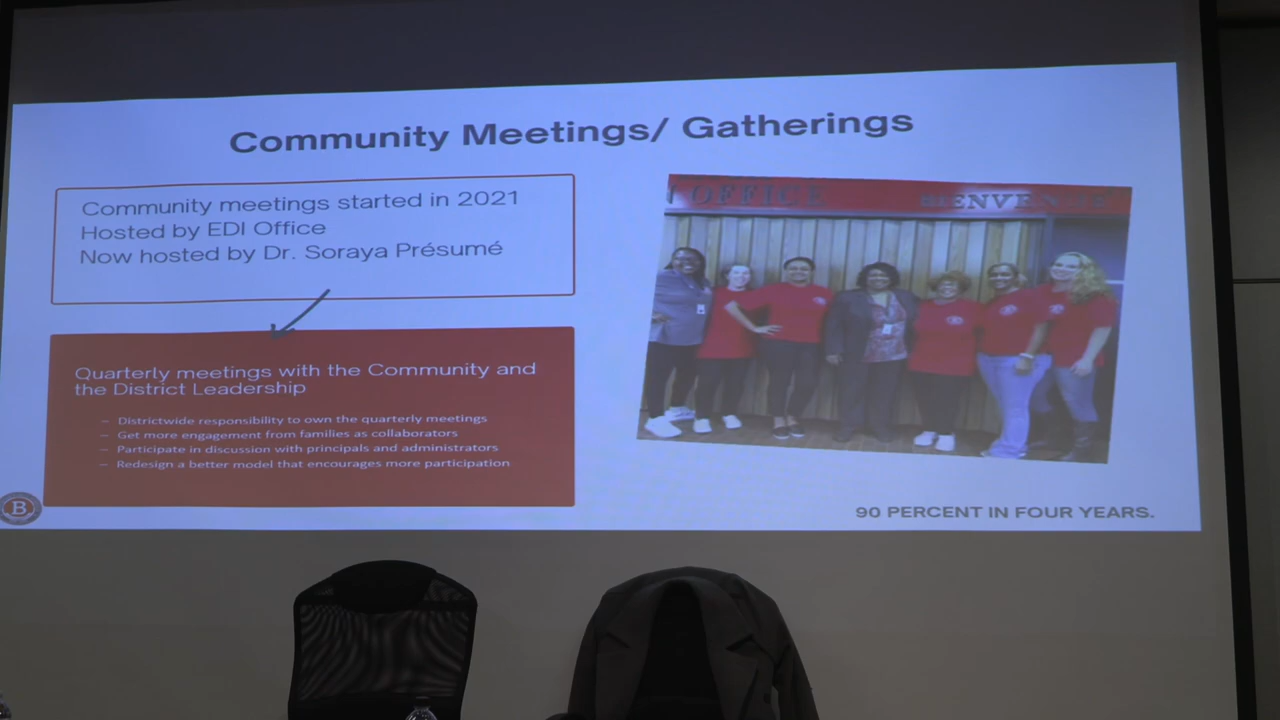 Community Meetings/ Gatherings
Community meetings started in 2021
Hosted by EDI Office
Now hosted by Dr. Soraya Présumé
Quarterly meetings with the Community and
the District Leadership
– Districtwide responsibility to own the quarterly meetings
– Get more engagement from families as collaborators
– Participate in discussion with principals and administrators
– Redesign a better model that encourages more participation
OFFICE
B
90 PERCENT IN FOUR YEARS.